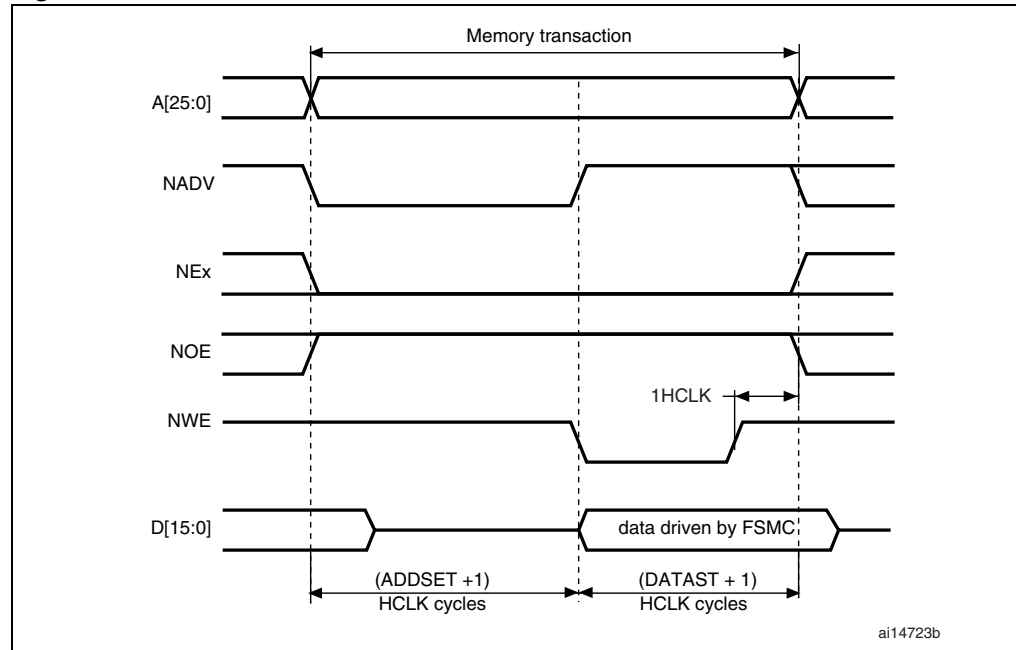 Memory transaction
A[25:0]
NADV
NEx
NOE
1HCLK
NWE
D[15:0]
data driven by FSMC
(ADDSET +1)
HCLK cycles
(DATAST + 1)
HCLK cycles
ai14723b